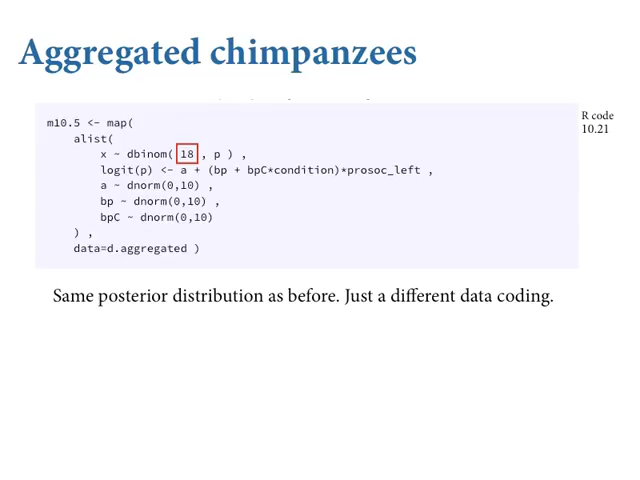 Aggregated chimpanzees
R code
10.21
m10.5 <- map(
alist(
x ~ dbinom( 18 , p ) ,
logit(p) <- a + (bp + bpC*condition)*prosoc_left ,
a ~ dnorm(0,10) ,
bp ~ dnorm(0,10) ,
bpC ~ dnorm(0,10)
) ,
data=d.aggregated )
Same posterior distribution as before. Just a different data coding.